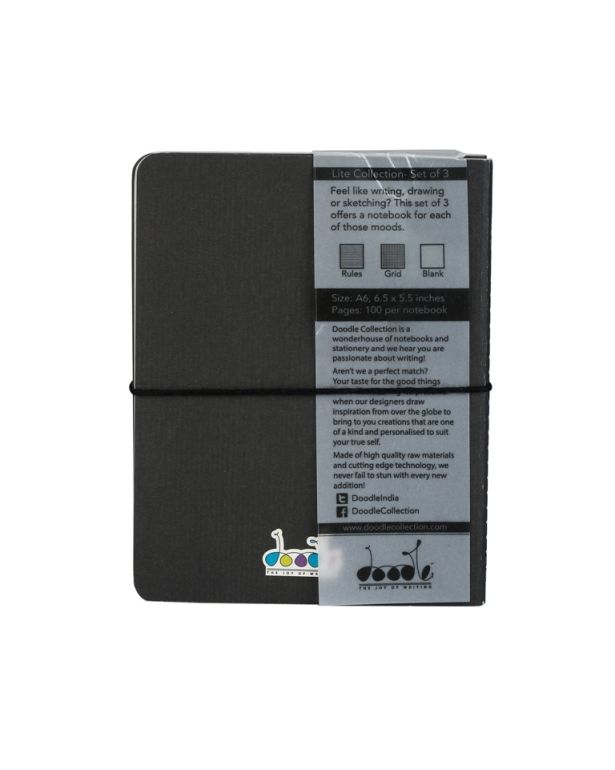 Lite Collection- Set of 3
Feel like writing, drawing
or sketching? This set of 3
offers a notebook for each
of those moods.
Rules Grid Blank
Size: A6, 6.5 x 5.5 inches
Pages: 100 per notebook
Doodle Collection is a
wonderhouse of notebooks and
stationery and we hear you are
passionate about writing!
Aren't we a perfect match?
Your taste for the good things
when our designers draw
inspiration from over the globe to
bring to you creations that are one
of a kind and personalised to suit
your true self.
Made of high quality raw materials
and cutting edge technology, we
never fail to stun with every new
addition!
DoodleIndia
DoodleCollection
www.doodlecollection.com
doodle
THE JOY OF WRITING
THE JOY OF WRITING